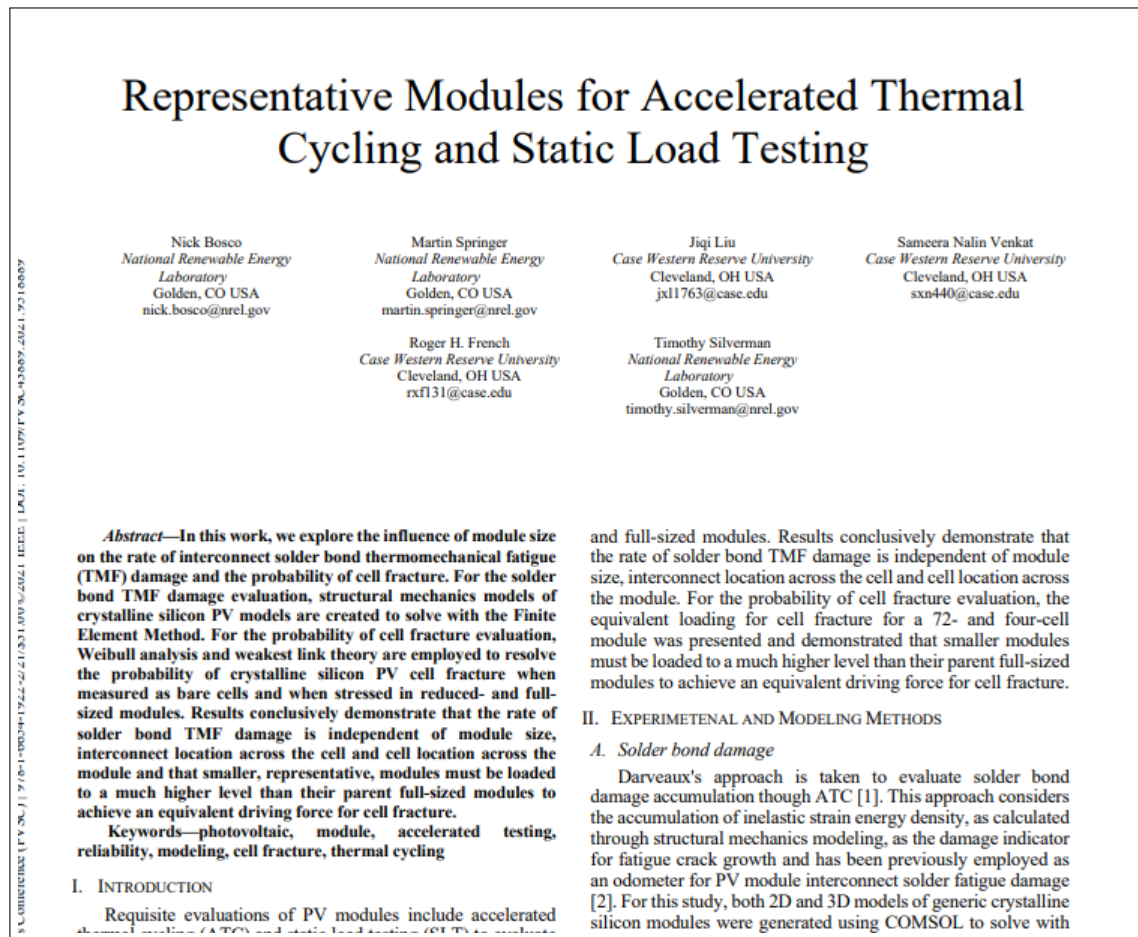 Representative Modules for Accelerated Thermal
Cycling and Static Load Testing
Nick Bosco
National Renewable Energy
Laboratory
Golden, CO USA
nick.bosco@nrel.gov
Martin Springer
National Renewable Energy
Laboratory
Golden, CO USA
martin.springer@nrel.gov
Jiqi Liu
Case Western Reserve University
Cleveland, OH USA
jxl1763@case.edu
Sameera Nalin Venkat
Case Western Reserve University
Cleveland, OH USA
sxn440@case.edu
Roger H. French
Case Western Reserve University
Cleveland, OH USA
rxf131@case.edu
Timothy Silverman
National Renewable Energy
Laboratory
Golden, CO USA
timothy.silverman@nrel.gov
Abstract—In this work, we explore the influence of module size
on the rate of interconnect solder bond thermomechanical fatigue
(TMF) damage and the probability of cell fracture. For the solder
bond TMF damage evaluation, structural mechanics models of
crystalline silicon PV models are created to solve with the Finite
Element Method. For the probability of cell fracture evaluation,
Weibull analysis and weakest link theory are employed to resolve
the probability of crystalline silicon PV cell fracture when
measured as bare cells and when stressed in reduced- and full-
sized modules. Results conclusively demonstrate that the rate of
solder bond TMF damage is independent of module size,
interconnect location across the cell and cell location across the
module and that smaller, representative, modules must be loaded
to a much higher level than their parent full-sized modules to
achieve an equivalent driving force for cell fracture.
Keywords—photovoltaic, module, accelerated testing,
reliability, modeling, cell fracture, thermal cycling
I. INTRODUCTION
Requisite evaluations of PV modules include accelerated
thermal cycling (ATC) and static load testing (SLT) to evaluate
and full-sized modules. Results conclusively demonstrate that
the rate of solder bond TMF damage is independent of module
size, interconnect location across the cell and cell location across
the module. For the probability of cell fracture evaluation, the
equivalent loading for cell fracture for a 72- and four-cell
module was presented and demonstrated that smaller modules
must be loaded to a much higher level than their parent full-sized
modules to achieve an equivalent driving force for cell fracture.
II. EXPERIMETENAL AND MODELING METHODS
A. Solder bond damage
Darveaux's approach is taken to evaluate solder bond
damage accumulation though ATC [1]. This approach considers
the accumulation of inelastic strain energy density, as calculated
through structural mechanics modeling, as the damage indicator
for fatigue crack growth and has been previously employed as
an odometer for PV module interconnect solder fatigue damage
[2]. For this study, both 2D and 3D models of generic crystalline
silicon modules were generated using COMSOL to solve with